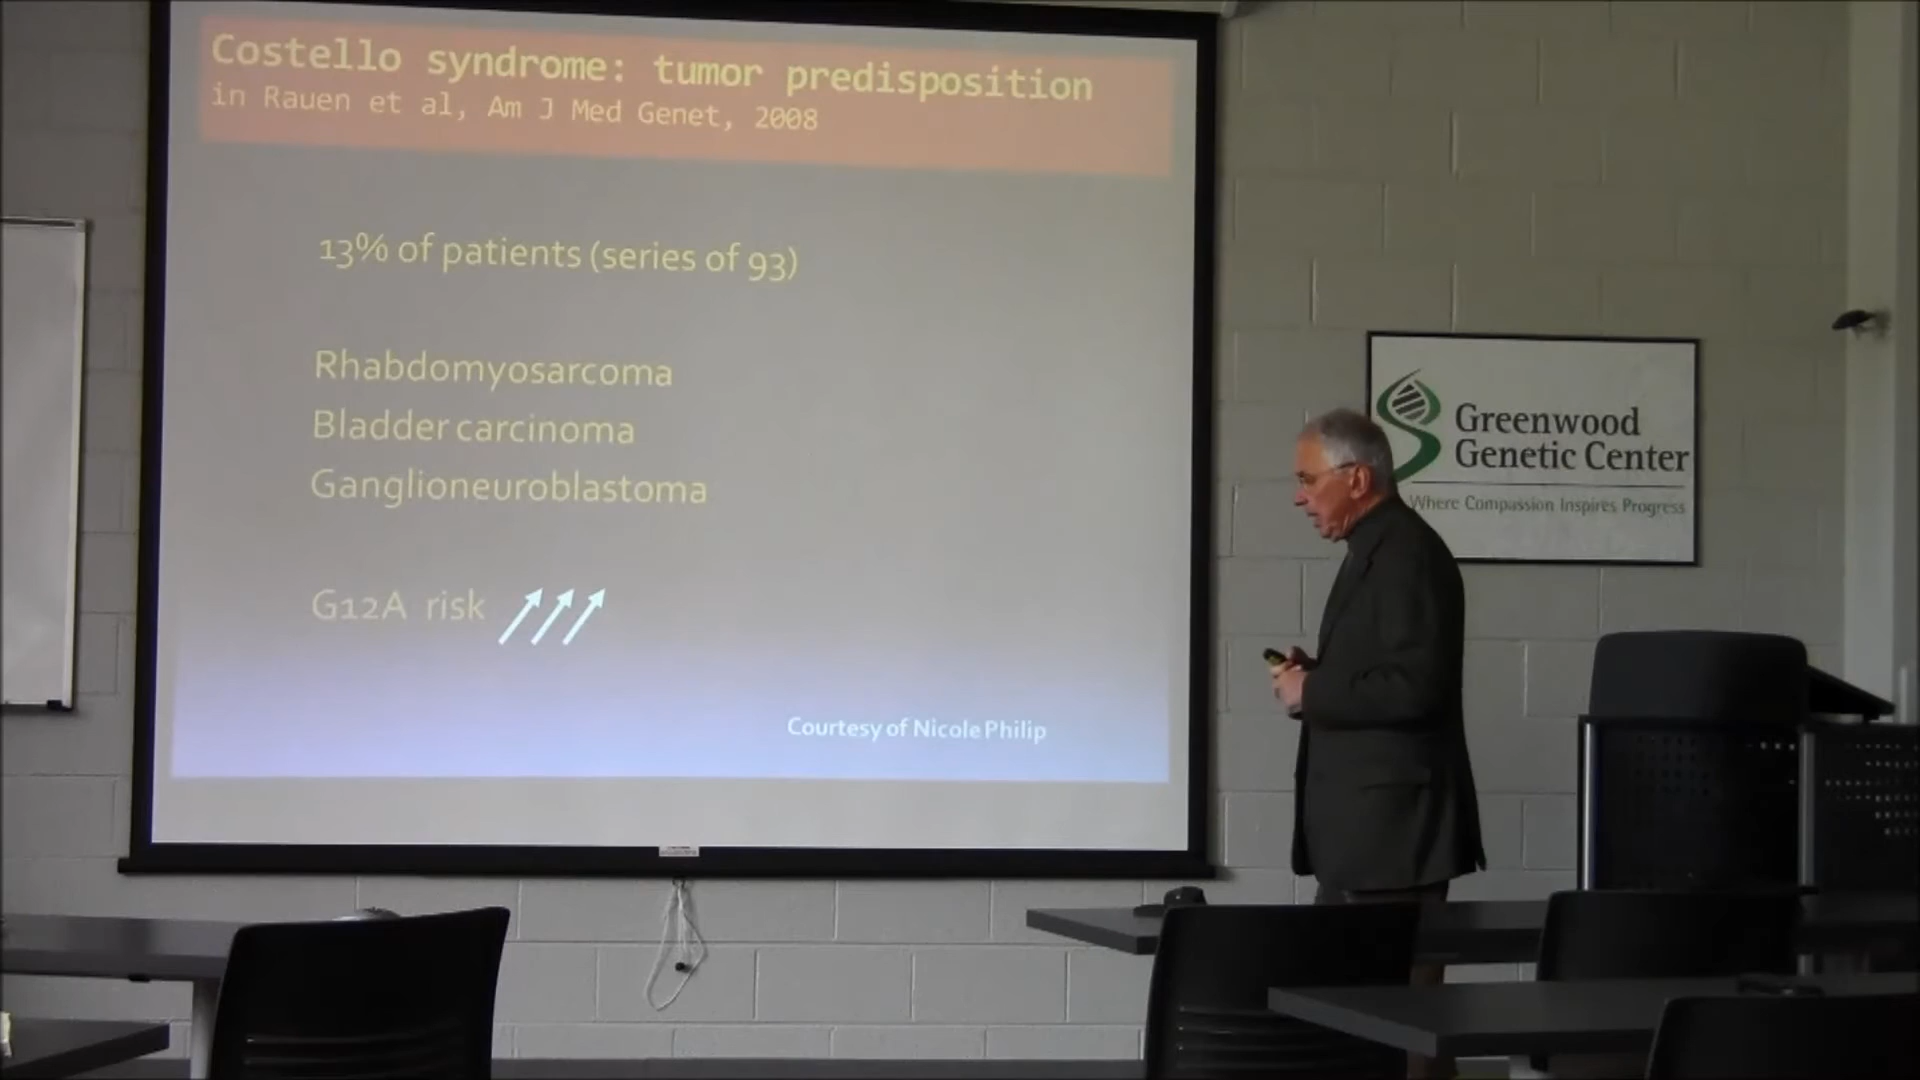 Costello syndrome: tumor predisposition
in Rauen et al, Am J Med Genet, 2008
13% of patients (series of 93)
Rhabdomyosarcoma
Bladder carcinoma
Ganglioneuroblastoma
G12A risk
Courtesy of Nicole Philip
Greenwood
Genetic Center
Where Compassion Inspires Progress